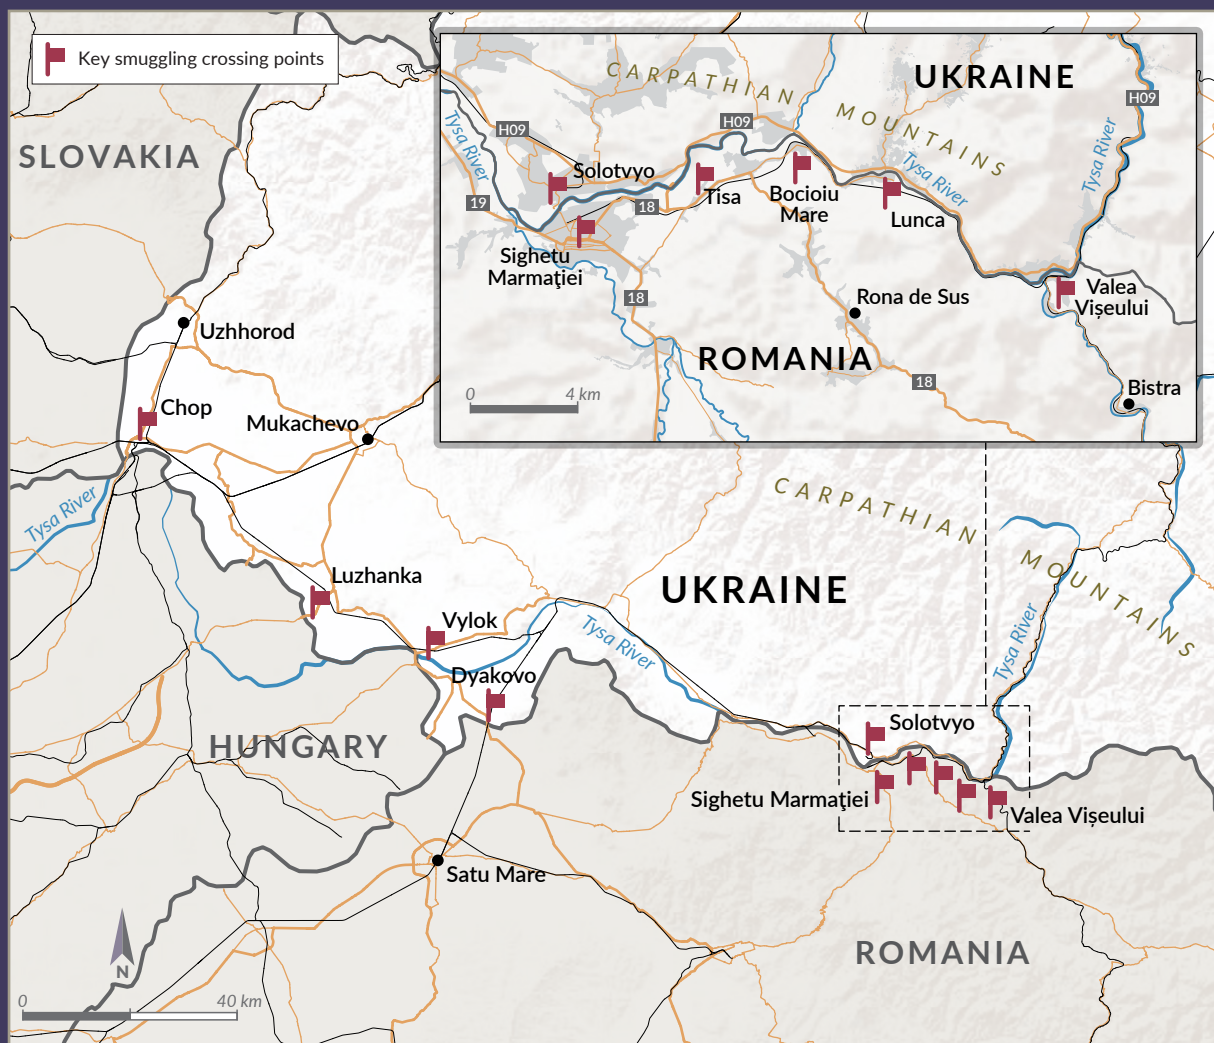 Key smuggling crossing points
SLOVAKIA
Uzhhorod
Chop
Mukachevo
Tysa River
Luzhanka
Vylok
Dyakovo
HUNGARY
Satu Mare
UKRAINE
Tysa River
CARPATHIAN MOUNTAINS
Tysa River
Solotvyo
Sighetu Marmaţiei
Valea Vișeului
ROMANIA
N
0 40 km
CARPATHIAN MOUNTAINS
UKRAINE
H09
H09
H09
Tysa River
Solotvyo
19
18
Tisa
Bocioiu
Mare
Tysa River
Lunca
Tysa River
Sighetu
Marmaţiei
18
Rona de Sus
Valea
Vișeului
ROMANIA
18
Bistra
0 4 km